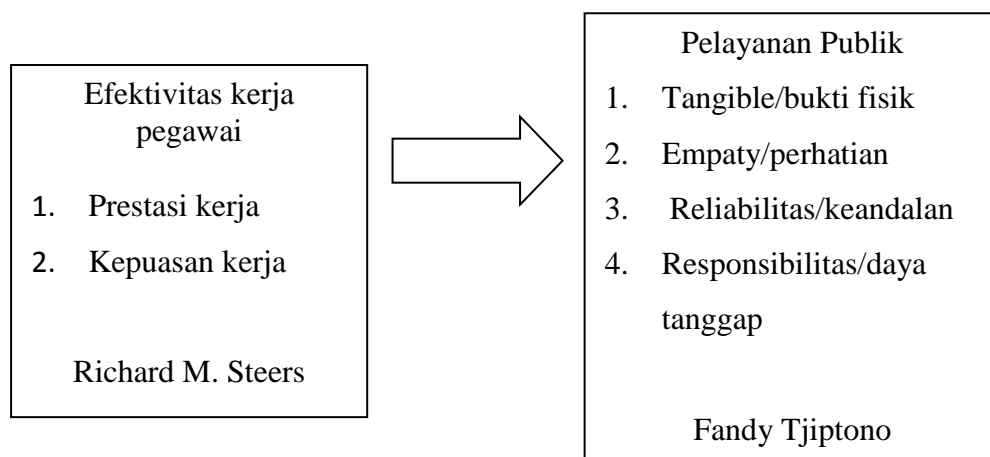 Efektivitas kerja
pegawai
1. Prestasi kerja
2. Kepuasan kerja
Richard M. Steers
Pelayanan Publik
1. Tangible/bukti fisik
2. Empaty/perhatian
3. Reliabilitas/keandalan
4. Responsibilitas/daya
tanggap
Fandy Tjiptono